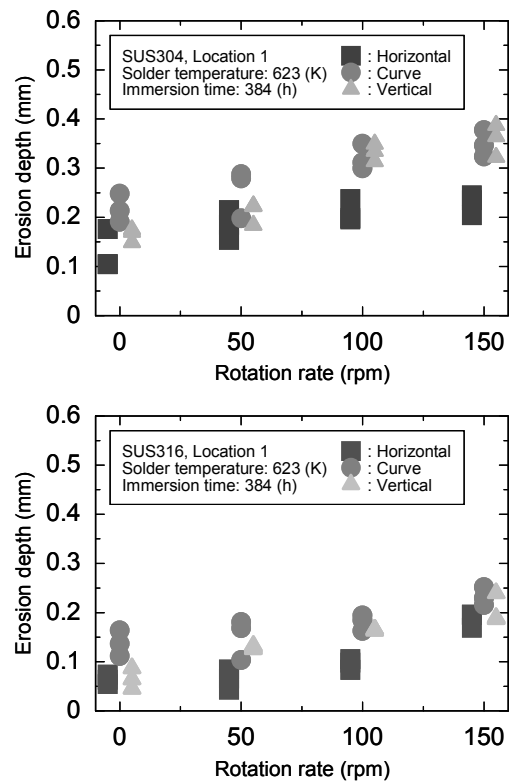 0.6
SUS304, Location 1
: Horizontal
Solder temperature: 623 (K)
: Curve
Immersion time: 384 (h)
: Vertical
0.5
0.4
0.3
0.2
0.1
0
Erosion depth (mm)
0 50 100 150
Rotation rate (rpm)
0.6
SUS316, Location 1
: Horizontal
Solder temperature: 623 (K)
: Curve
Immersion time: 384 (h)
: Vertical
0.5
0.4
0.3
0.2
0.1
0
Erosion depth (mm)
0 50 100 150
Rotation rate (rpm)